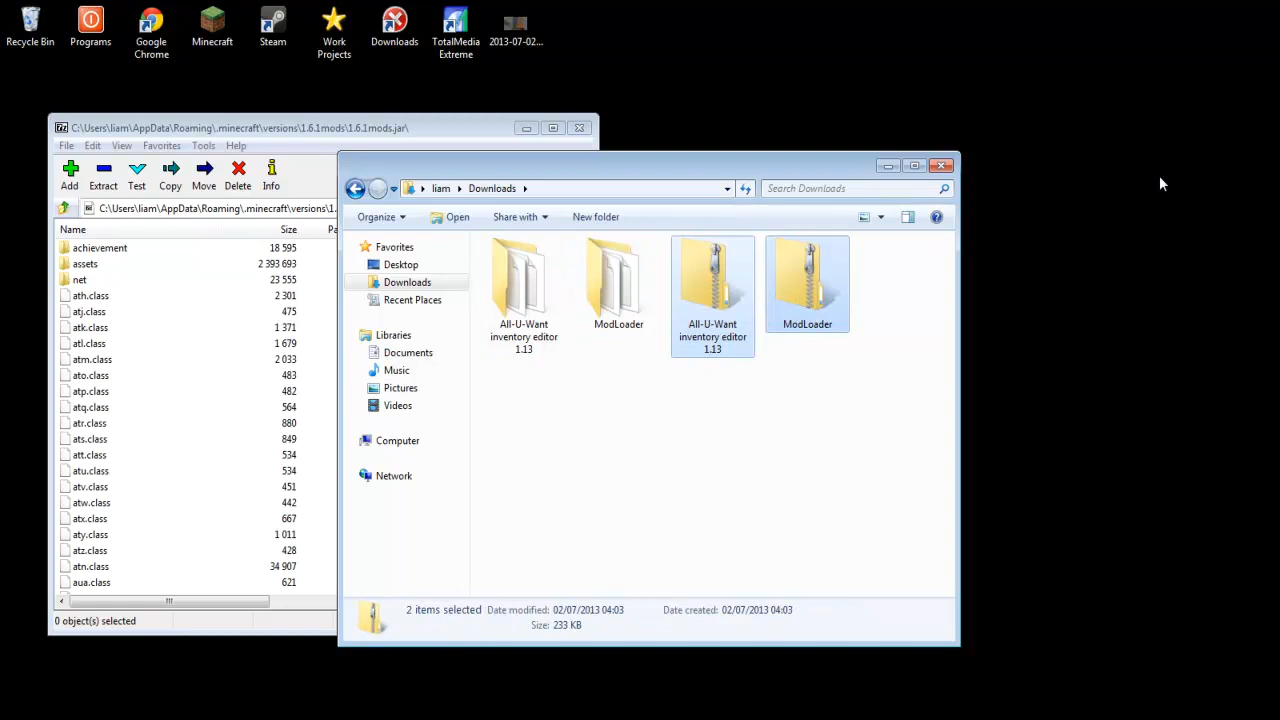 Recycle Bin
Programs
Google
Chrome
Minecraft
Steam
Work
Projects
Downloads
TotalMedia
Extreme
2013-07-02...
C:\Users\liam\AppData\Roaming\.minecraft\versions\1.6.1mods\1.6.1mods.jar\
File Edit View Favorites Tools Help
Add Extract Test Copy Move Delete Info
C:\Users\liam\AppData\Roaming\.minecraft\versions\1.
Name Size Pa
achievement 18 595
assets 2 393 693
net 23 555
ath.class 2 301
atj.class 475
atk.class 1 371
atl.class 1 679
atm.class 2 033
ato.class 483
atp.class 482
atq.class 564
atr.class 880
ats.class 849
att.class 534
atu.class 534
atv.class 451
atw.class 442
atx.class 667
aty.class 1 011
atz.class 428
atn.class 34 907
aua.class 621
0 object(s) selected
liam Downloads
Search Downloads
Organize Open Share with New folder
Favorites
Desktop
Downloads
Recent Places
Libraries
Documents
Music
Pictures
Videos
Computer
Network
All-U-Want
inventory editor
1.13
ModLoader
All-U-Want
inventory editor
1.13
ModLoader
2 items selected Date modified: 02/07/2013 04:03 Date created: 02/07/2013 04:03
Size: 233 KB